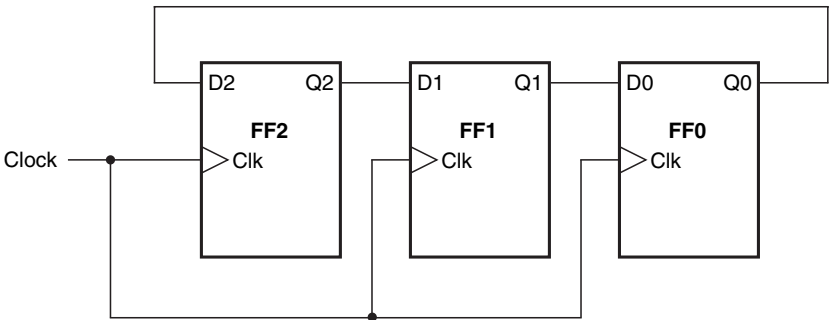 D2 Q2 D1 Q1 D0 Q0
FF2 FF1 FF0
Clock Clk Clk Clk